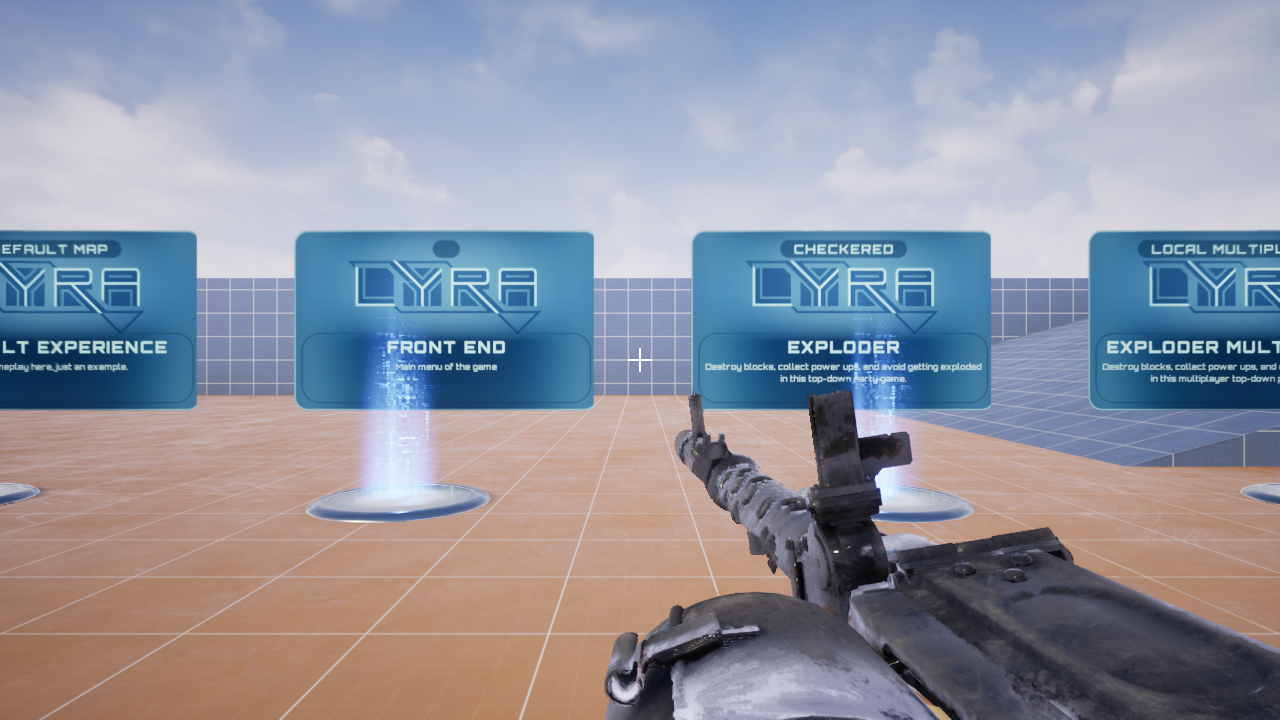 EFAULT MAP
LYRA
LT EXPERIENCE
meplay here, just an example.
LYRA
FRONT END
Main menu of the game
CHECKERED
LYRA
EXPLODER
Destroy blocks, collect power ups, and avoid getting exploded
in this top-down party game.
LOCAL MULTIPL
LYR
EXPLODER MULT
Destroy blocks, collect power ups, and
in this multiplayer top-down p